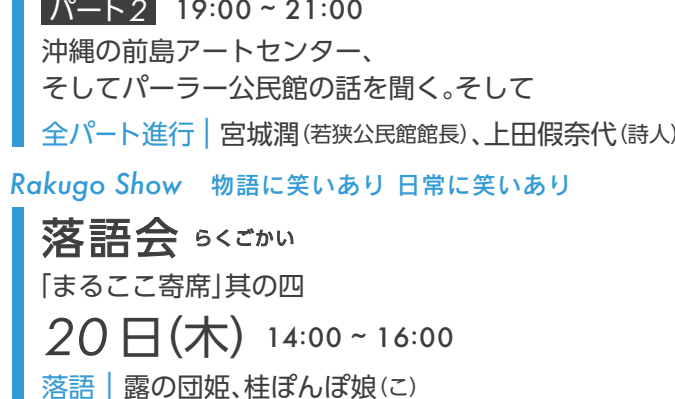 パート2 19:00 ~ 21:00
沖縄の前島アートセンター、
そしてパーラー公民館の話を聞く。そして
全パート進行｜宮城潤（若狭公民館館長）、上田假奈代（詩人）
Rakugo Show 物語に笑いあり 日常に笑いあり
落語会 らくごかい
「まるここ寄席」其の四
20日（木） 14:00 ~ 16:00
落語｜露の団姫、桂ぽんぽ娘（こ）